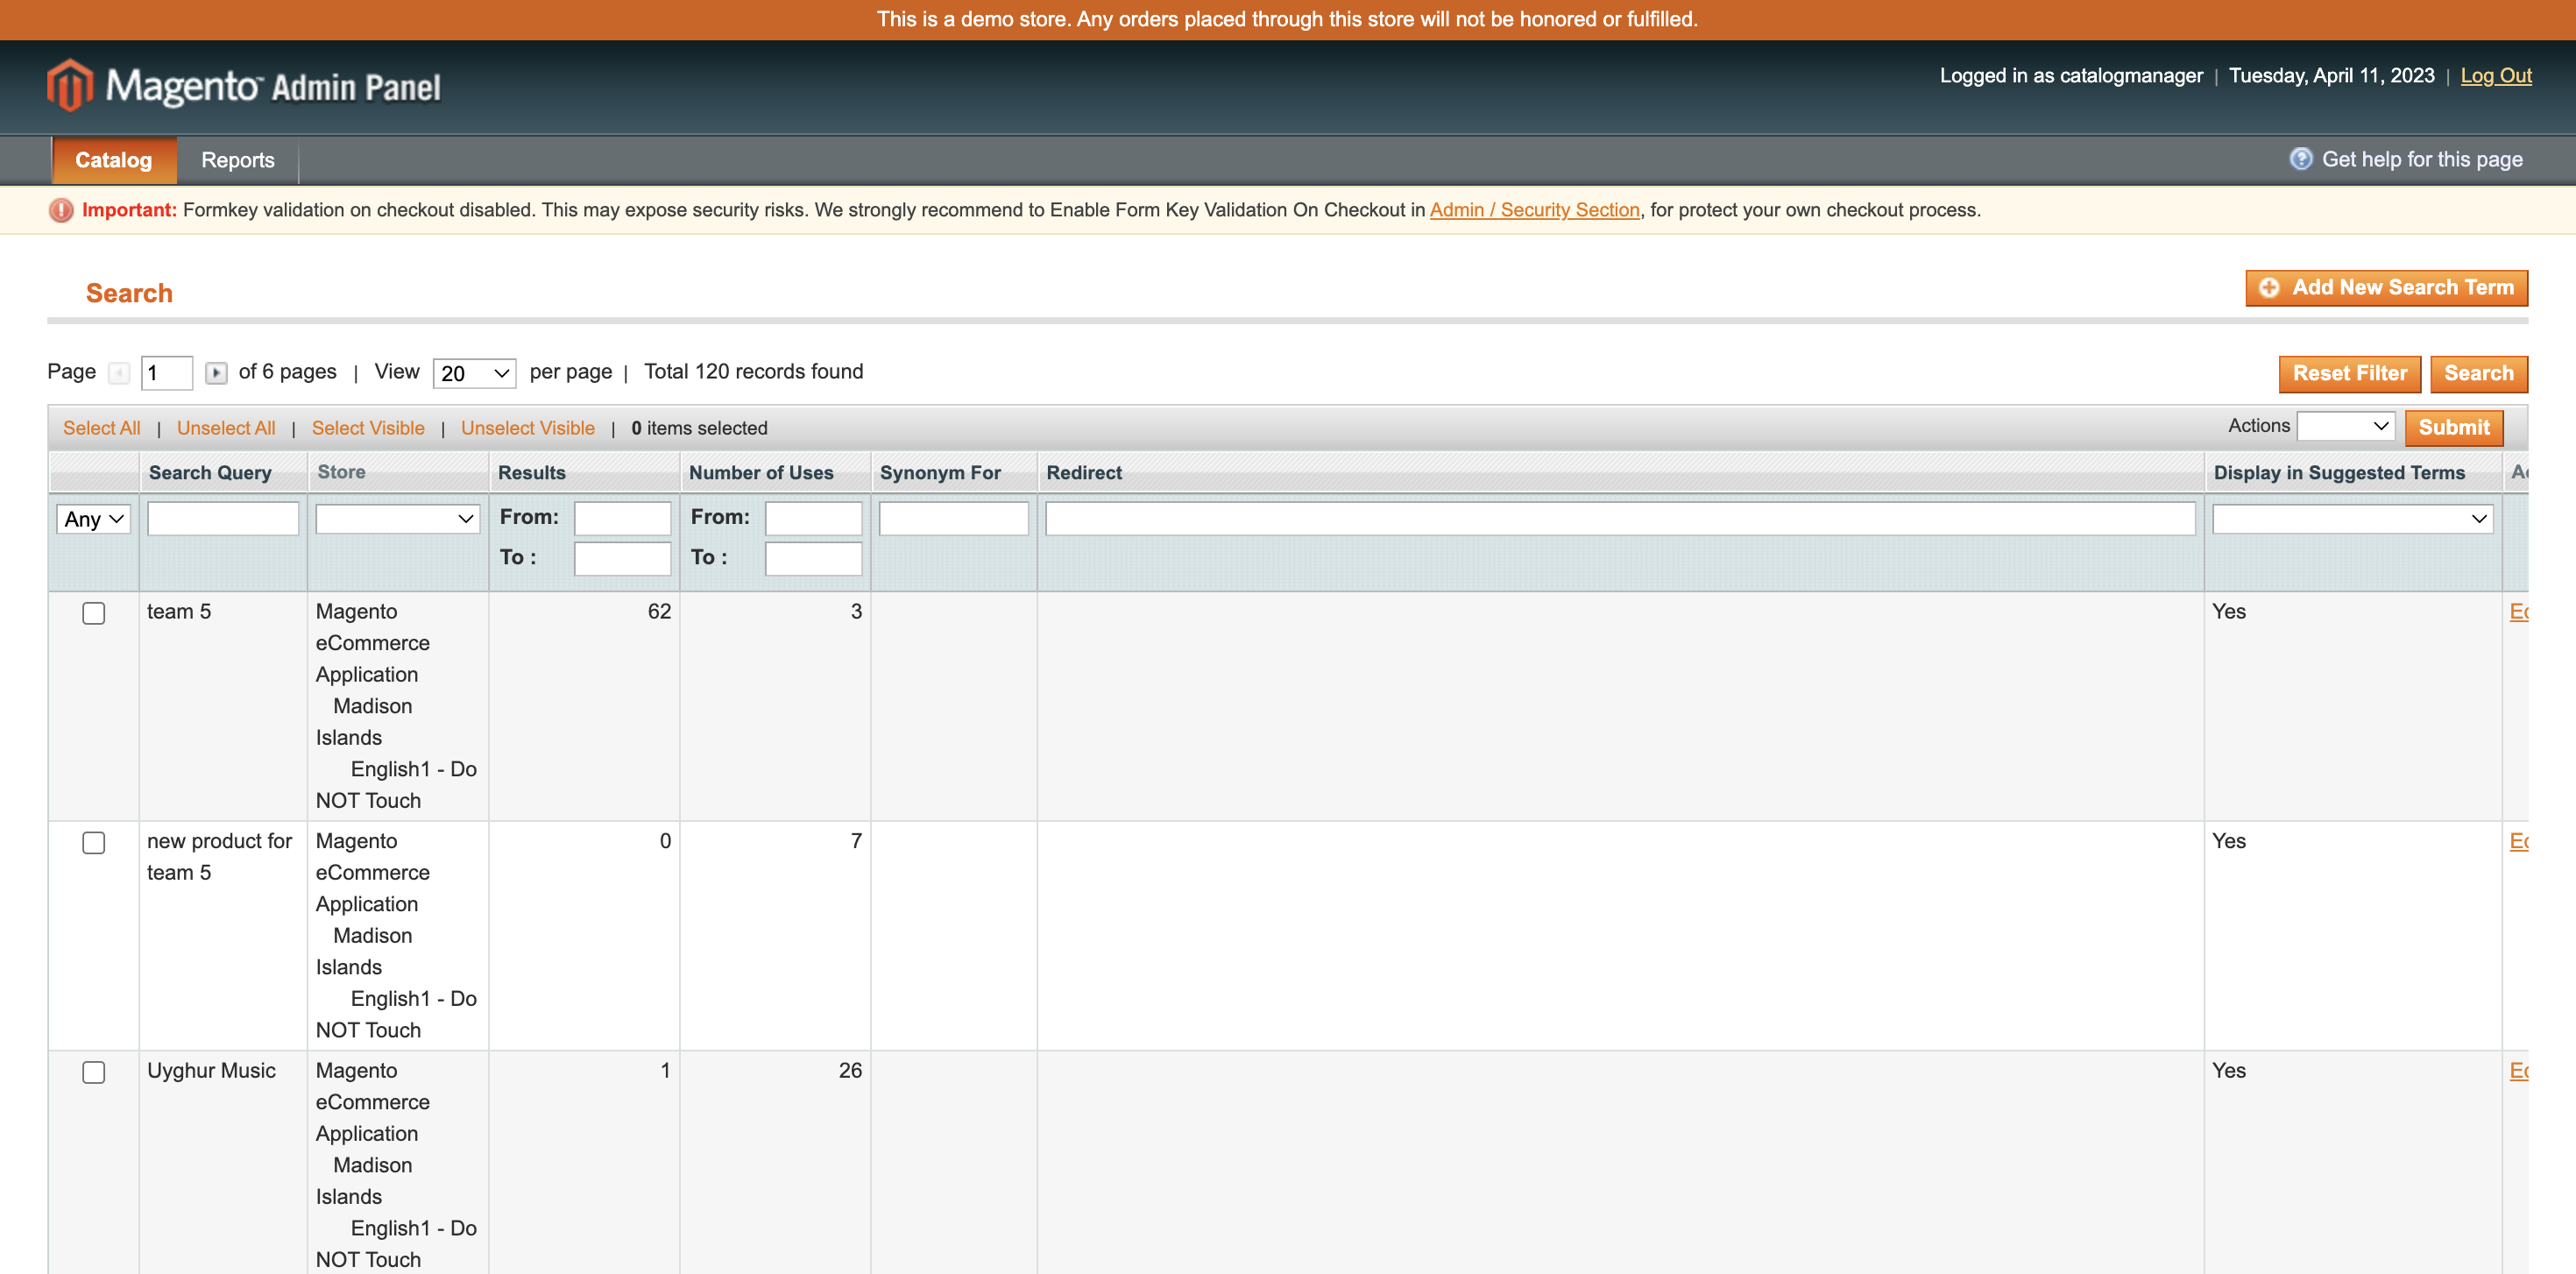 This is a demo store. Any orders placed through this store will not be honored or fulfilled.
Magento™ Admin Panel
Logged in as catalogmanager | Tuesday, April 11, 2023 | Log Out
Catalog Reports
Get help for this page
Important: Formkey validation on checkout disabled. This may expose security risks. We strongly recommend to Enable Form Key Validation On Checkout in Admin / Security Section, for protect your own checkout process.
Search
Add New Search Term
Page 1 of 6 pages | View 20 per page | Total 120 records found
Reset Filter Search
Select All | Unselect All | Select Visible | Unselect Visible | 0 items selected
Actions Submit
Search Query Store Results Number of Uses Synonym For Redirect Display in Suggested Terms
Any From: From:
To : To :
team 5 Magento 62 3 Yes
eCommerce
Application
Madison
Islands
English1 - Do
NOT Touch
new product for Magento 0 7 Yes
team 5 eCommerce
Application
Madison
Islands
English1 - Do
NOT Touch
Uyghur Music Magento 1 26 Yes
eCommerce
Application
Madison
Islands
English1 - Do
NOT Touch